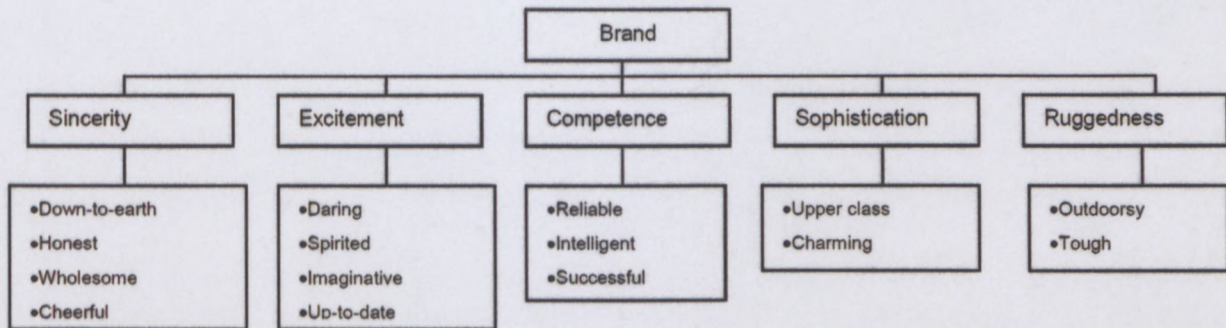 Brand
Sincerity
Excitement
Competence
Sophistication
Ruggedness
•Down-to-earth
•Honest
•Wholesome
•Cheerful
•Daring
•Spirited
•Imaginative
•Up-to-date
•Reliable
•Intelligent
•Successful
•Upper class
•Charming
•Outdoorsy
•Tough